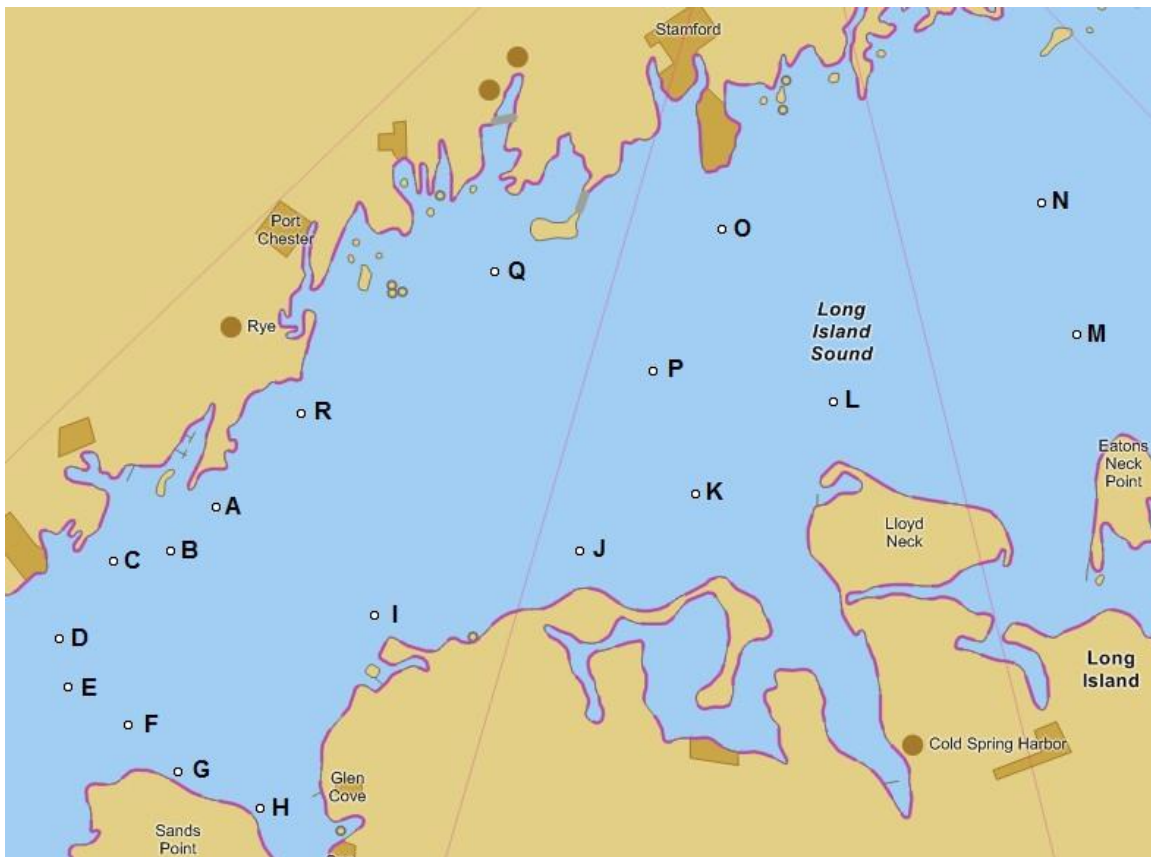 Stamford
N
Port
Chester
O
Q
Long
Island
Sound
Rye
M
P
L
R
Eatons
Neck
Point
K
A
Lloyd
Neck
B
J
C
I
D
Long
Island
E
F
Cold Spring Harbor
G
Glen
Cove
H
Sands
Point